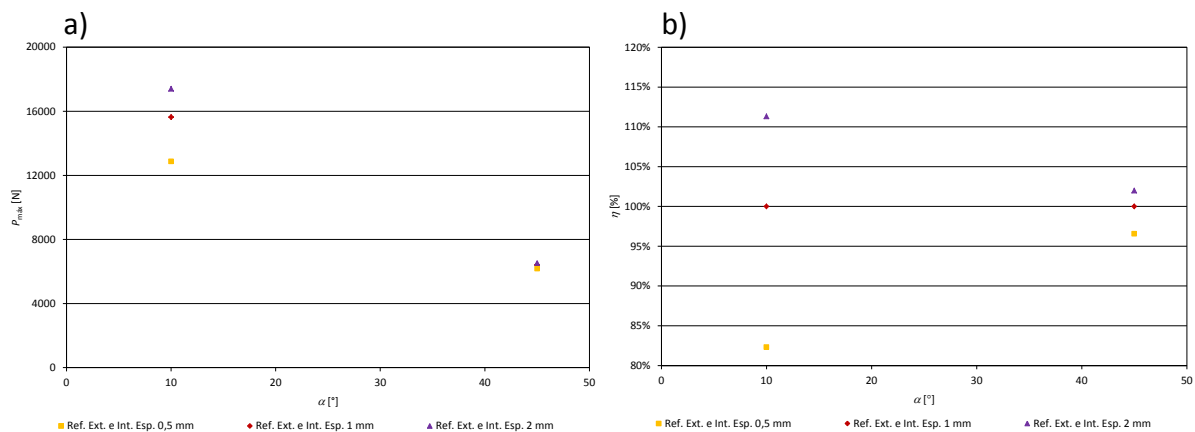 a)
20000
16000
12000
8000
4000
0
0 10 20 30 40 50
Pmáx [N]
α [°]
Ref. Ext. e Int. Esp. 0,5 mm Ref. Ext. e Int. Esp. 1 mm Ref. Ext. e Int. Esp. 2 mm
b)
120%
115%
110%
105%
100%
95%
90%
85%
80%
0 10 20 30 40 50
η [%]
α [°]
Ref. Ext. e Int. Esp. 0,5 mm Ref. Ext. e Int. Esp. 1 mm Ref. Ext. e Int. Esp. 2 mm